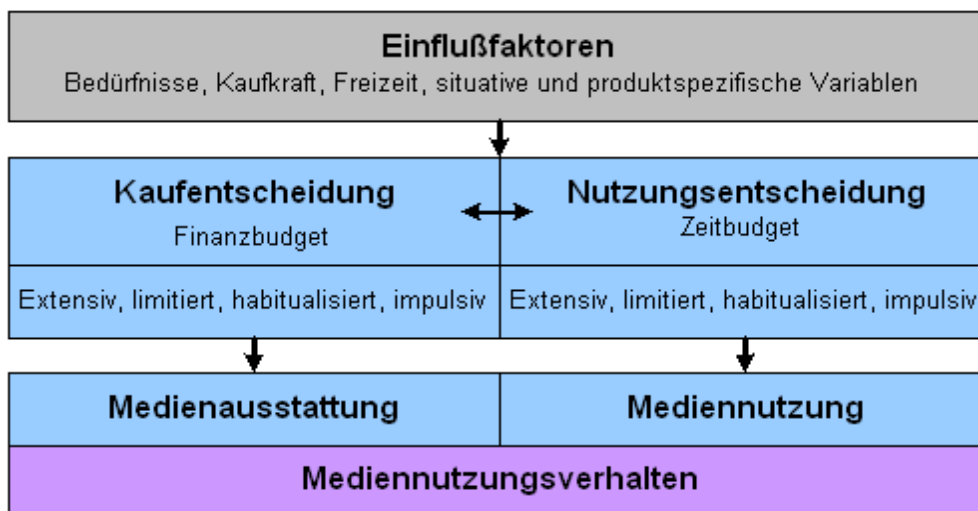 Einflußfaktoren
Bedürfnisse, Kaufkraft, Freizeit, situative und produktspezifische Variablen
Kaufentscheidung
Finanzbudget
Nutzungsentscheidung
Zeitbudget
Extensiv, limitiert, habitualisiert, impulsiv
Extensiv, limitiert, habitualisiert, impulsiv
Medienausstattung
Mediennutzung
Mediennutzungsverhalten